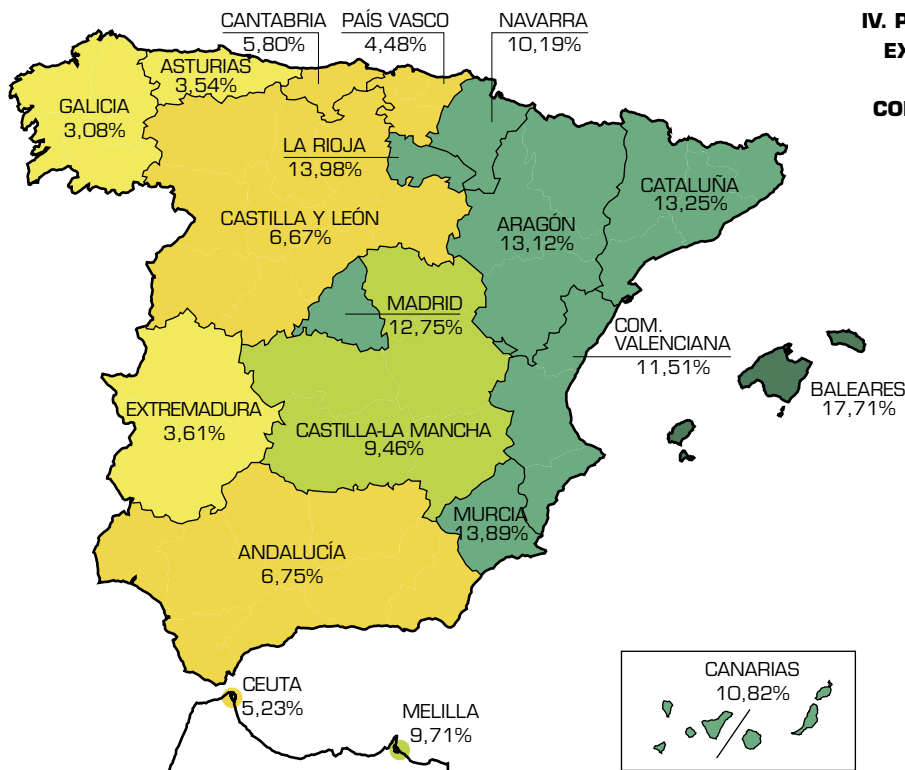 CANTABRIA
5,80%
PAÍS VASCO
4,48%
NAVARRA
10,19%
IV. P
EX
CO
ASTURIAS
3,54%
GALICIA
3,08%
LA RIOJA
13,98%
CASTILLA Y LEÓN
6,67%
ARAGÓN
13,12%
CATALUÑA
13,25%
MADRID
12,75%
COM.
VALENCIANA
11,51%
BALEARES
17,71%
EXTREMADURA
3,61%
CASTILLA-LA MANCHA
9,46%
MURCIA
13,89%
ANDALUCÍA
6,75%
CEUTA
5,23%
MELILLA
9,71%
CANARIAS
10,82%